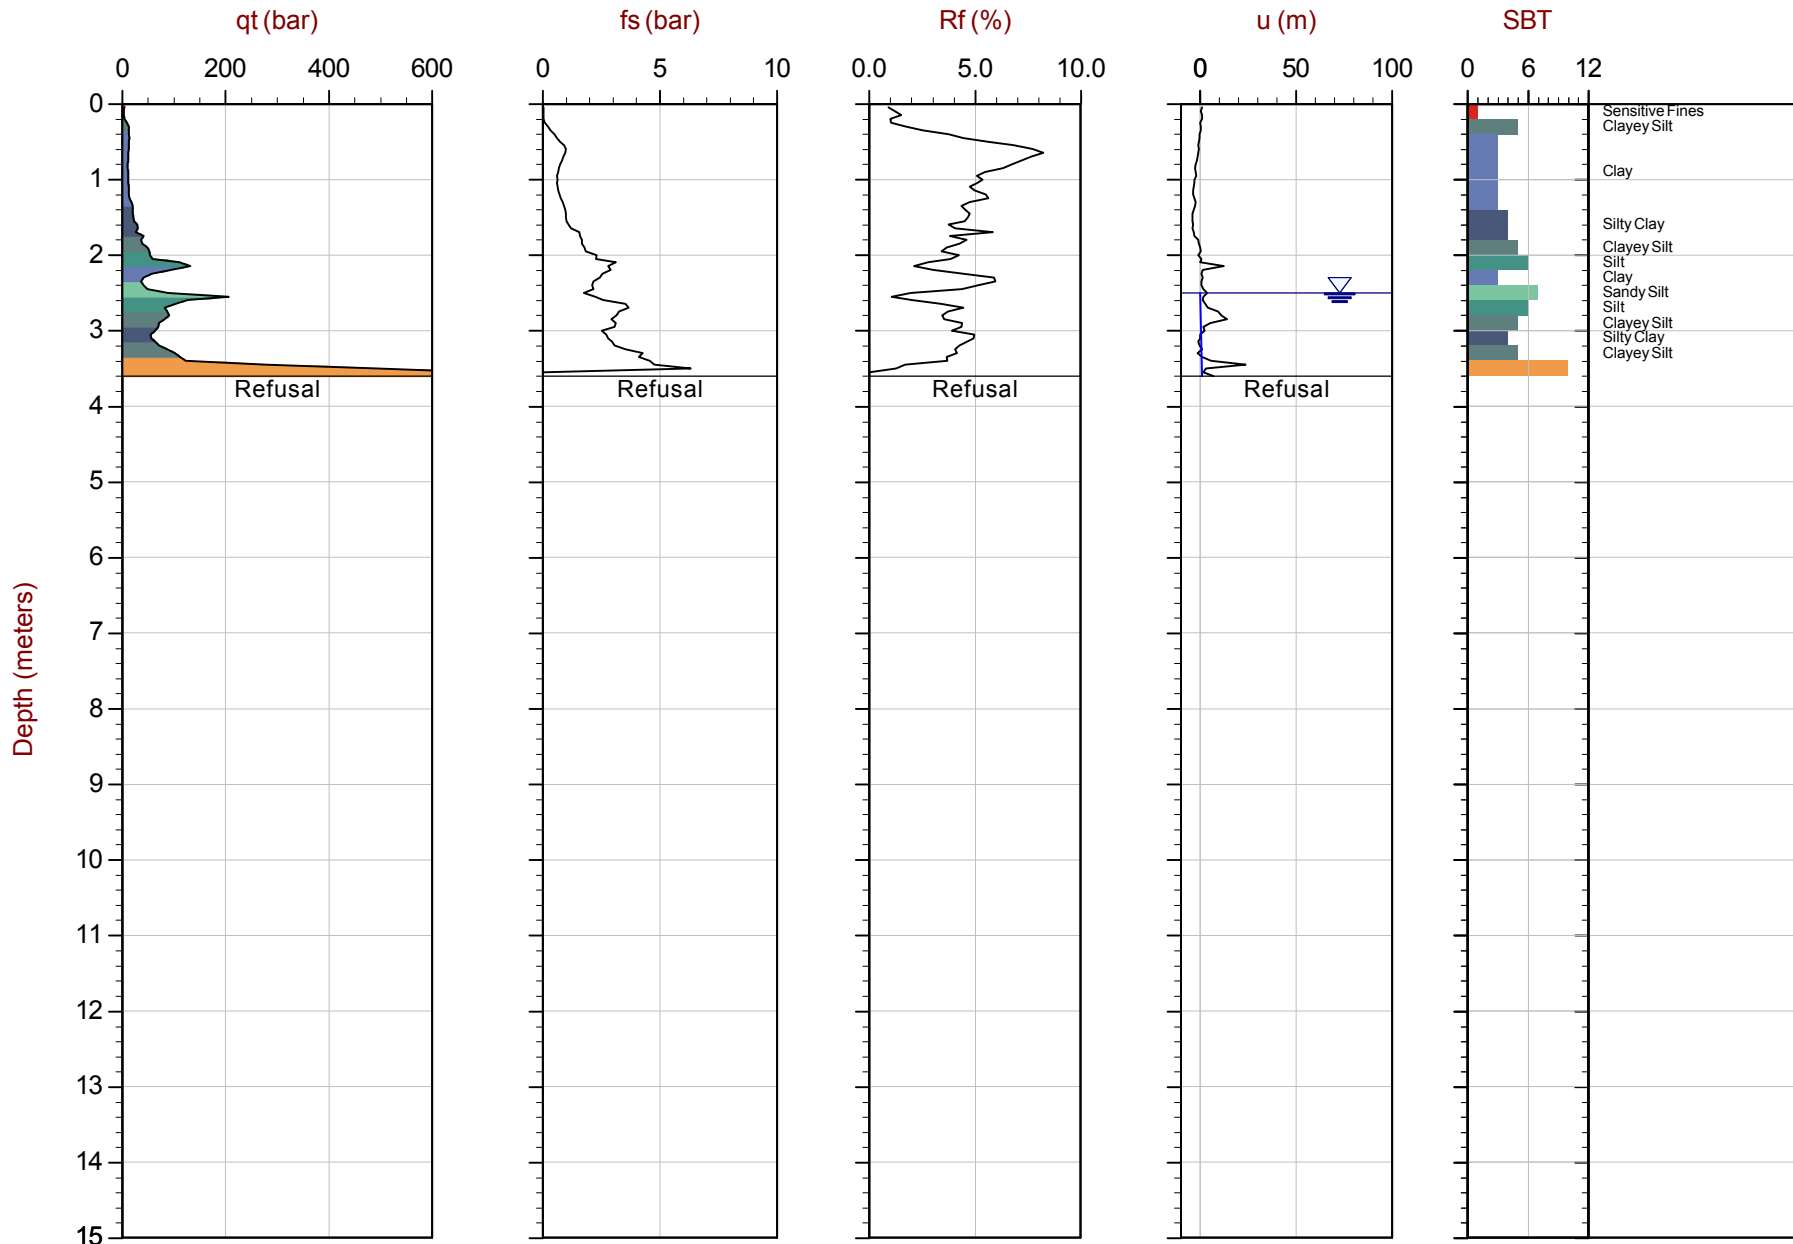 qt (bar) fs (bar) Rf (%) u (m) SBT
0 200 400 600 0 5 10 0.0 5.0 10.0 0 50 100 0 6 12
0
Sensitive Fines
Clayey Silt
Clay
1
Silty Clay
Clayey Silt
2
Silt
Clay
Sandy Silt
Silt
Clayey Silt
3
Silty Clay
Clayey Silt
Refusal Refusal Refusal Refusal
4
5
6
7
Depth (meters)
8
9
10
11
12
13
14
15